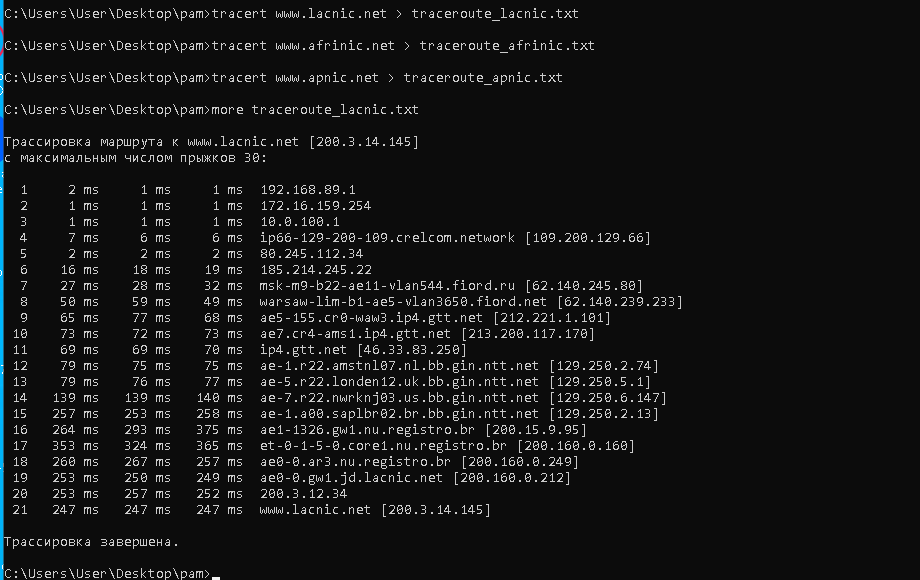 C:\Users\User\Desktop\pam>tracert www.lacnic.net > traceroute_lacnic.txt
C:\Users\User\Desktop\pam>tracert www.afrinic.net > traceroute_afrinic.txt
C:\Users\User\Desktop\pam>tracert www.apnic.net > traceroute_apnic.txt
C:\Users\User\Desktop\pam>more traceroute_lacnic.txt
Трассировка маршрута к www.lacnic.net [200.3.14.145]
с максимальным числом прыжков 30:
1 2 ms 1 ms 1 ms 192.168.89.1
2 1 ms 1 ms 1 ms 172.16.159.254
3 1 ms 1 ms 1 ms 10.0.100.1
4 7 ms 6 ms 6 ms ip66-129-200-109.crelcom.network [109.200.129.66]
5 2 ms 2 ms 2 ms 80.245.112.34
6 16 ms 18 ms 19 ms 185.214.245.22
7 27 ms 28 ms 32 ms msk-m9-b22-ae11-vlan544.fiord.ru [62.140.245.80]
8 50 ms 59 ms 49 ms warsaw-lim-b1-ae5-vlan3650.fiord.net [62.140.239.233]
9 65 ms 77 ms 68 ms ae5-155.cr0-waw3.ip4.gtt.net [212.221.1.101]
10 73 ms 72 ms 73 ms ae7.cr4-ams1.ip4.gtt.net [213.200.117.170]
11 69 ms 69 ms 70 ms ip4.gtt.net [46.33.83.250]
12 79 ms 75 ms 75 ms ae-1.r22.amstnl07.nl.bb.gin.ntt.net [129.250.2.74]
13 79 ms 76 ms 77 ms ae-5.r22.londen12.uk.bb.gin.ntt.net [129.250.5.1]
14 139 ms 139 ms 140 ms ae-7.r22.nwrknj03.us.bb.gin.ntt.net [129.250.6.147]
15 257 ms 253 ms 258 ms ae-1.a00.saplbr02.br.bb.gin.ntt.net [129.250.2.13]
16 264 ms 293 ms 375 ms ae1-1326.gw1.nu.registro.br [200.15.9.95]
17 353 ms 324 ms 365 ms et-0-1-5-0.core1.nu.registro.br [200.160.0.160]
18 260 ms 267 ms 257 ms ae0-0.ar3.nu.registro.br [200.160.0.249]
19 253 ms 250 ms 249 ms ae0-0.gw1.jd.lacnic.net [200.160.0.212]
20 253 ms 257 ms 252 ms 200.3.12.34
21 247 ms 247 ms 247 ms www.lacnic.net [200.3.14.145]
Трассировка завершена.
C:\Users\User\Desktop\pam>